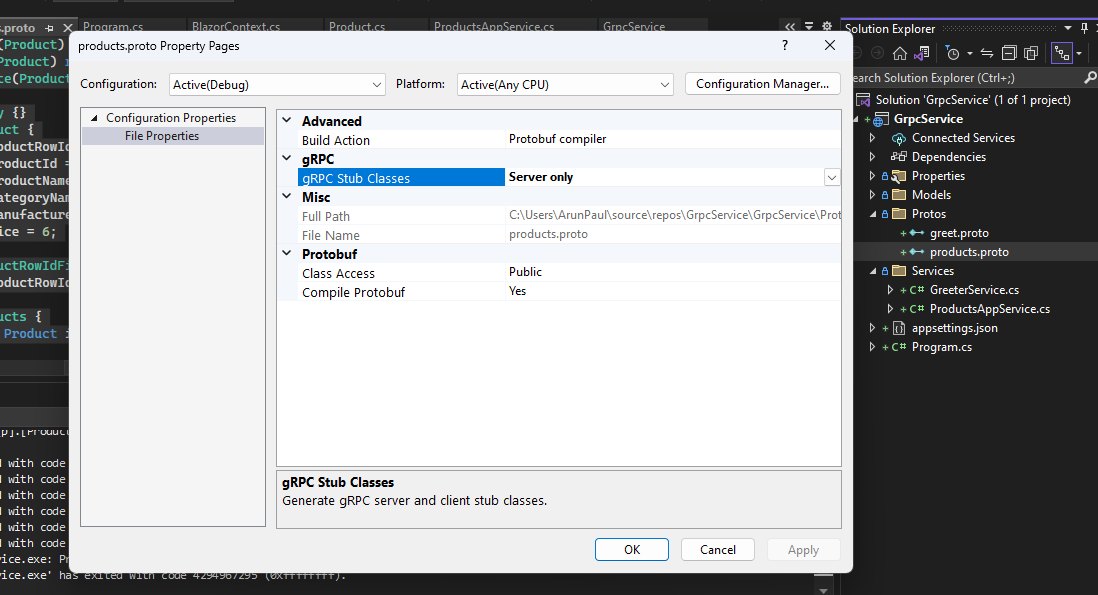 .proto
Program.cs
BlazorContext.cs
Product.cs
ProductsAppService.cs
GrpcService
(Product)
Product)
te(Product
y {}
uct {
oductRowId
roductId =
roductName
ategoryName
anufacture
ice = 6;
uctRowIdFi
oductRowId
ucts {
Product i
p].[Product
d with code
d with code
d with code
d with code
d with code
d with code
vice.exe: Pr
vice.exe' has exited with code 4294967295 (0xffffffff).
products.proto Property Pages
?
Configuration:
Active(Debug)
Platform:
Active(Any CPU)
Configuration Manager...
Configuration Properties
File Properties
Advanced
Build Action
Protobuf compiler
gRPC
gRPC Stub Classes
Server only
Misc
Full Path
C:\Users\ArunPaul\source\repos\GrpcService\GrpcService\Prot
File Name
products.proto
Protobuf
Class Access
Public
Compile Protobuf
Yes
gRPC Stub Classes
Generate gRPC server and client stub classes.
OK
Cancel
Apply
Solution Explorer
earch Solution Explorer (Ctrl+;)
Solution 'GrpcService' (1 of 1 project)
GrpcService
Connected Services
Dependencies
Properties
Models
Protos
greet.proto
products.proto
Services
C# GreeterService.cs
C# ProductsAppService.cs
appsettings.json
C# Program.cs